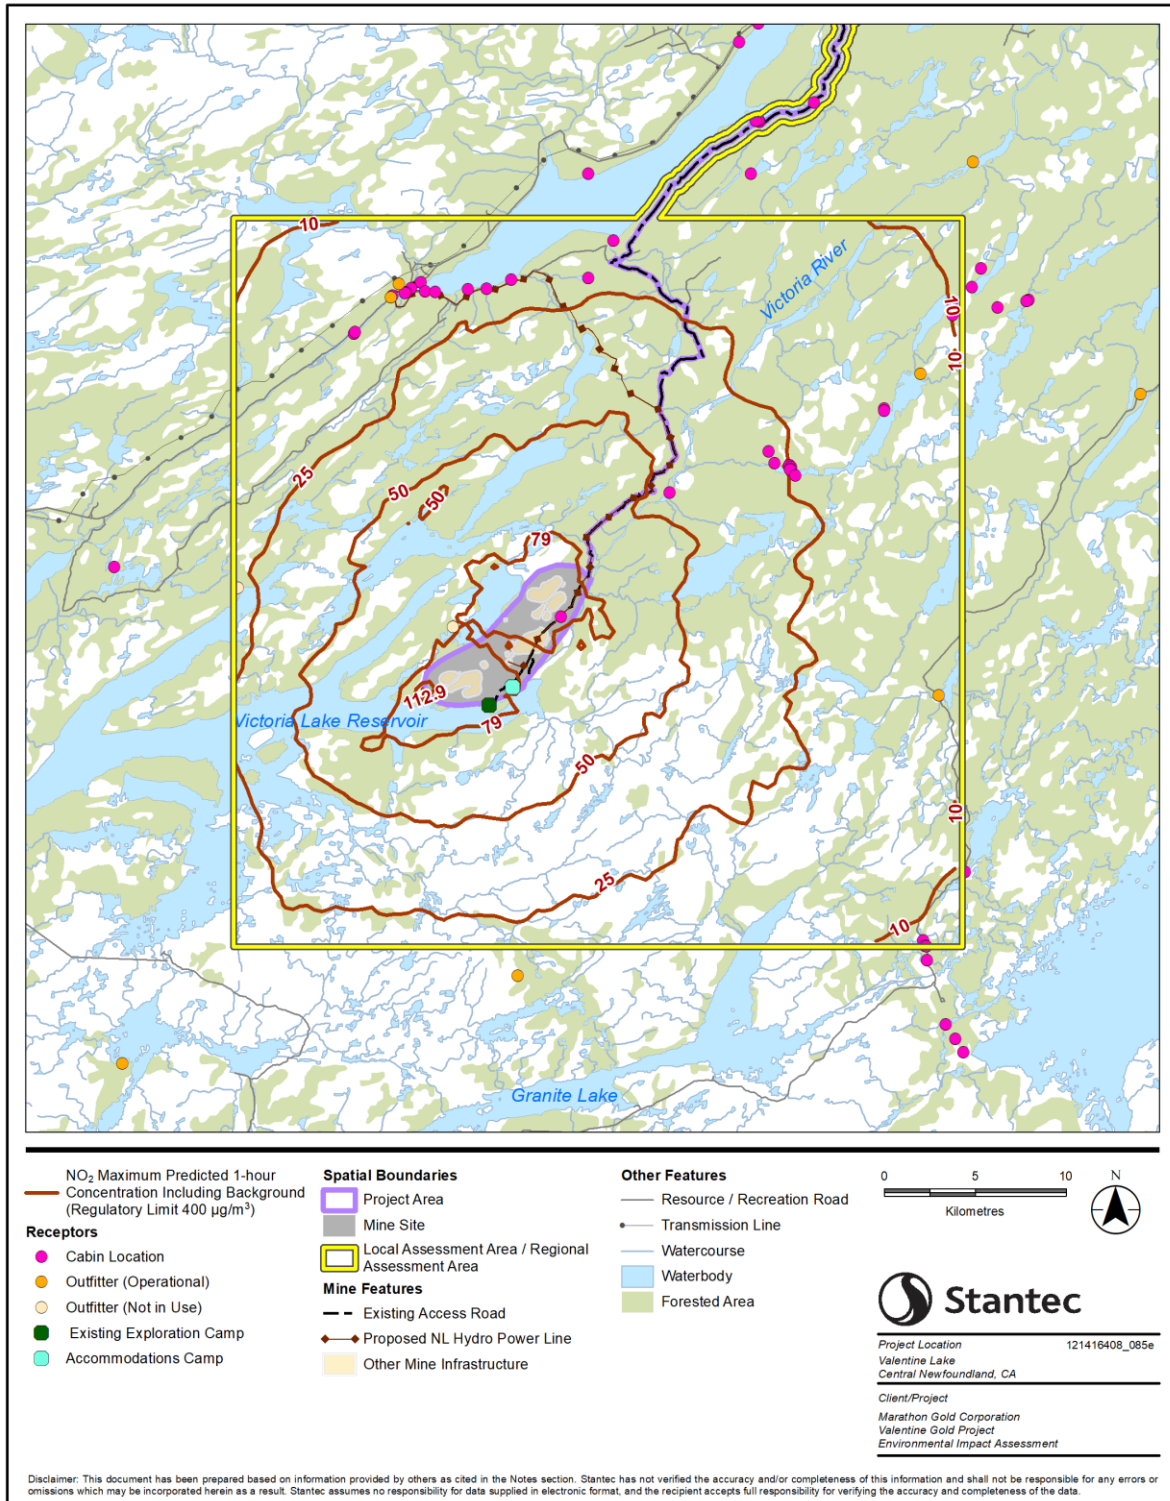 10
Victoria River
10
10
25
50
50
79
112.9
Victoria Lake Reservoir
79
50
10
25
10
Granite Lake
NO₂ Maximum Predicted 1-hour
Concentration Including Background
(Regulatory Limit 400 µg/m³)
Receptors
Cabin Location
Outfitter (Operational)
Outfitter (Not in Use)
Existing Exploration Camp
Accommodations Camp
Spatial Boundaries
Project Area
Mine Site
Local Assessment Area / Regional
Assessment Area
Mine Features
Existing Access Road
Proposed NL Hydro Power Line
Other Mine Infrastructure
Other Features
Resource / Recreation Road
Transmission Line
Watercourse
Waterbody
Forested Area
0 5 10
Kilometres
N
Stantec
Project Location 121416408_085e
Valentine Lake
Central Newfoundland, CA
Client/Project
Marathon Gold Corporation
Valentine Gold Project
Environmental Impact Assessment
Disclaimer: This document has been prepared based on information provided by others as cited in the Notes section. Stantec has not verified the accuracy and/or completeness of this information and shall not be responsible for any errors or
omissions which may be incorporated herein as a result. Stantec assumes no responsibility for data supplied in electronic format, and the recipient accepts full responsibility for verifying the accuracy and completeness of the data.